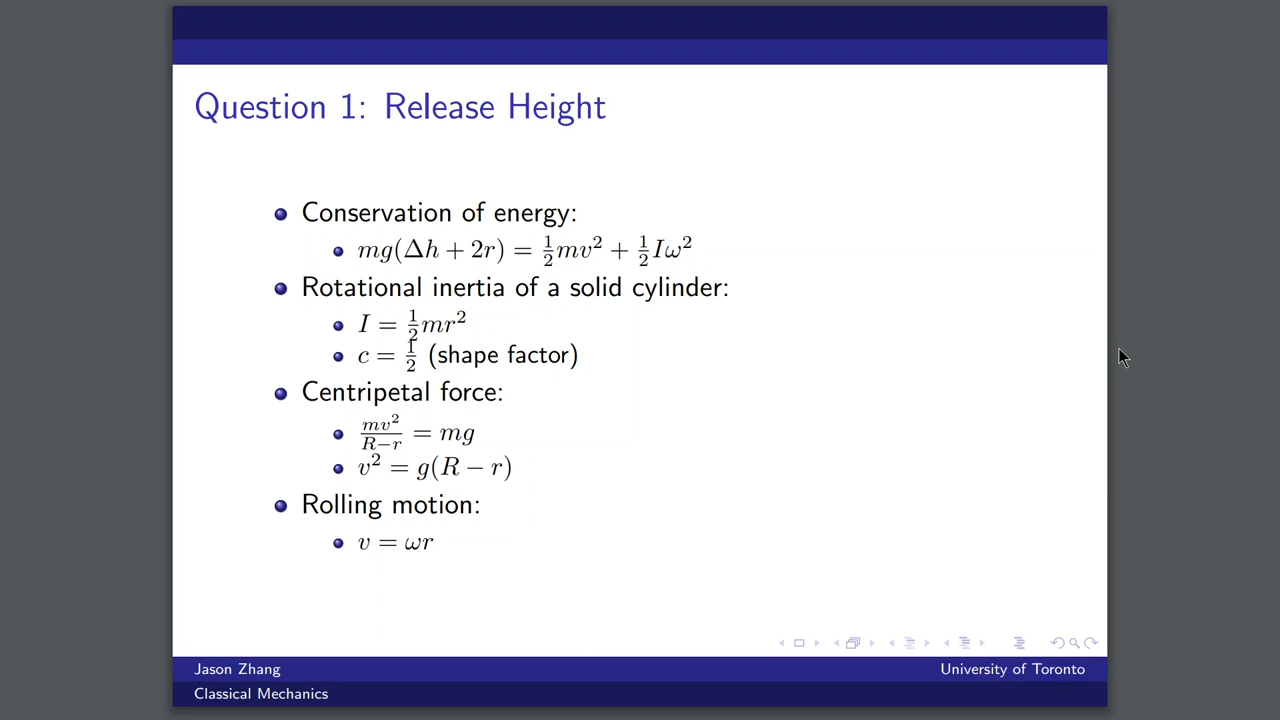 Question 1: Release Height
Conservation of energy:
mg(Δh + 2r) = ½mv² + ½Iω²
Rotational inertia of a solid cylinder:
I = ½mr²
c = ½ (shape factor)
Centripetal force:
mv²/(R−r) = mg
v² = g(R − r)
Rolling motion:
v = ωr
Jason Zhang
University of Toronto
Classical Mechanics